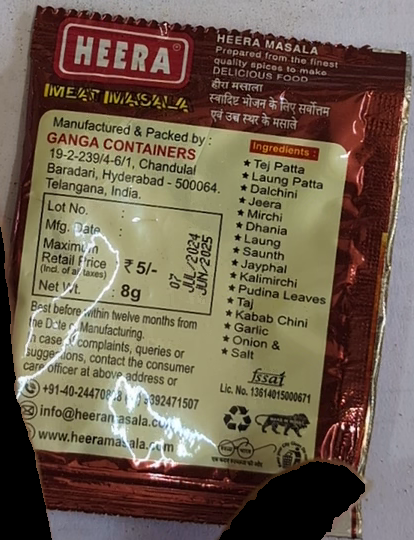 HEERA
MEAT MASALA
HEERA MASALA
Prepared from the finest
quality spices to make
DELICIOUS FOOD
हीरा मसाला
स्वादिष्ट भोजन के लिए सर्वोत्तम
एवं उच्च स्थर के मसाले
Manufactured & Packed by :
GANGA CONTAINERS
19-2-239/4-6/1, Chandulal
Baradari, Hyderabad - 500064.
Telangana, India.
Lot No. :
Mfg. Date :
Maximum
Retail Price
(incl. of all taxes)
₹ 5/-
Net Wt. : 8g
07
JUL/2024
JUN/2025
Best before within twelve months from
the Date of Manufacturing.
In case of complaints, queries or
suggestions, contact the consumer
care officer at above address or
+91-40-24470
9392471507
info@heeramasala.com
www.heeramasala.com
Ingredients :
★ Tej Patta
★ Laung Patta
★ Dalchini
★ Jeera
★ Mirchi
★ Dhania
★ Laung
★ Saunth
★ Jayphal
★ Kalimirchi
★ Pudina Leaves
★ Taj
★ Kabab Chini
★ Garlic
★ Onion &
★ Salt
fssai
Lic. No. 13614015000671